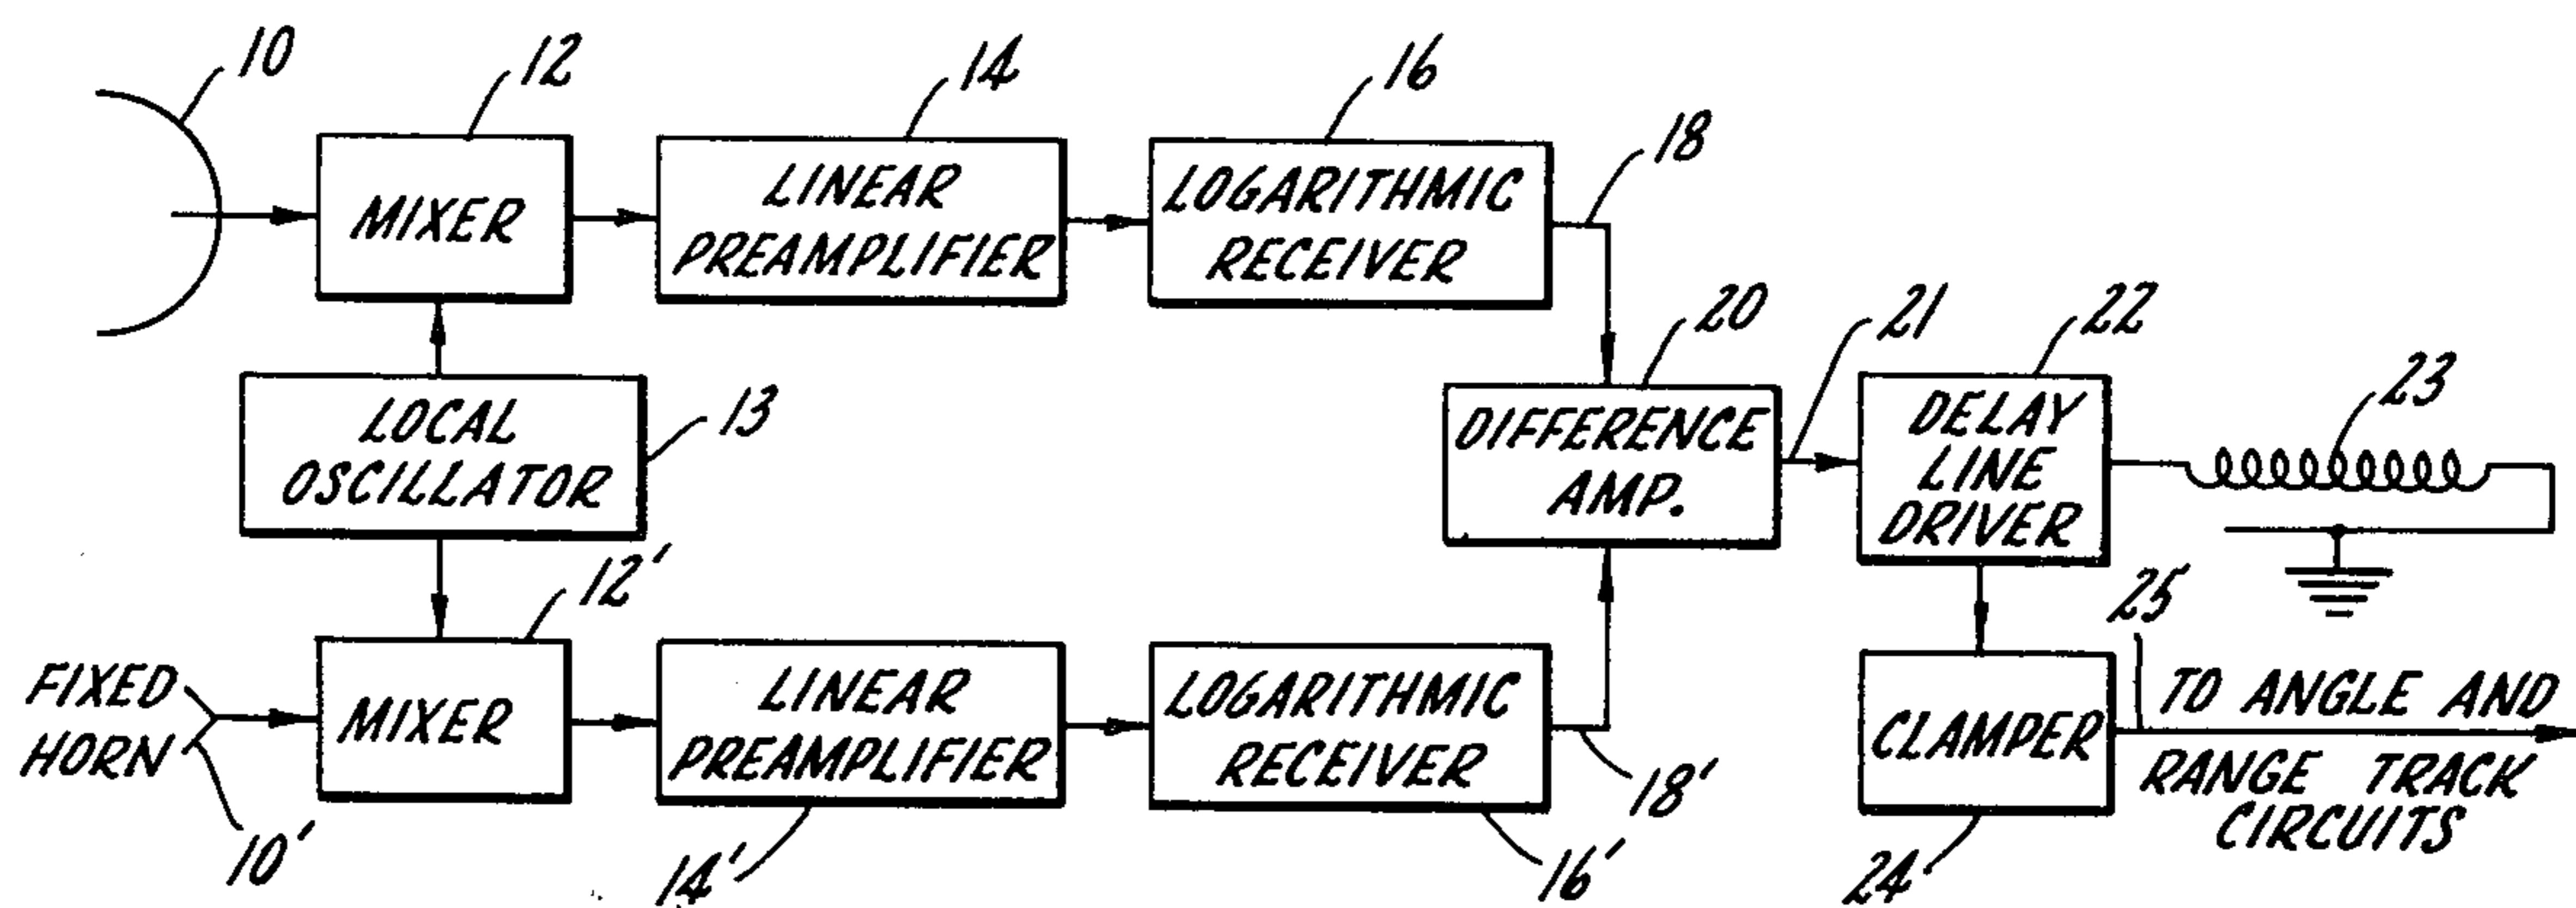 10
12
14
16
18
MIXER
LINEAR
PREAMPLIFIER
LOGARITHMIC
RECEIVER
LOCAL
OSCILLATOR
13
20
21
22
23
DIFFERENCE
AMP.
DELAY
LINE
DRIVER
12'
FIXED
HORN
10'
MIXER
LINEAR
PREAMPLIFIER
14'
LOGARITHMIC
RECEIVER
16'
18'
CLAMPER
24
25
TO ANGLE AND
RANGE TRACK
CIRCUITS